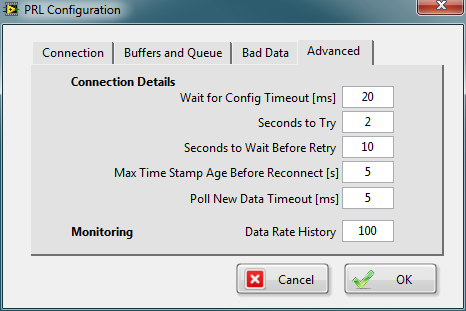 PRL Configuration
Connection Buffers and Queue Bad Data Advanced
Connection Details
Wait for Config Timeout [ms] 20
Seconds to Try 2
Seconds to Wait Before Retry 10
Max Time Stamp Age Before Reconnect [s] 5
Poll New Data Timeout [ms] 5
Monitoring Data Rate History 100
Cancel OK